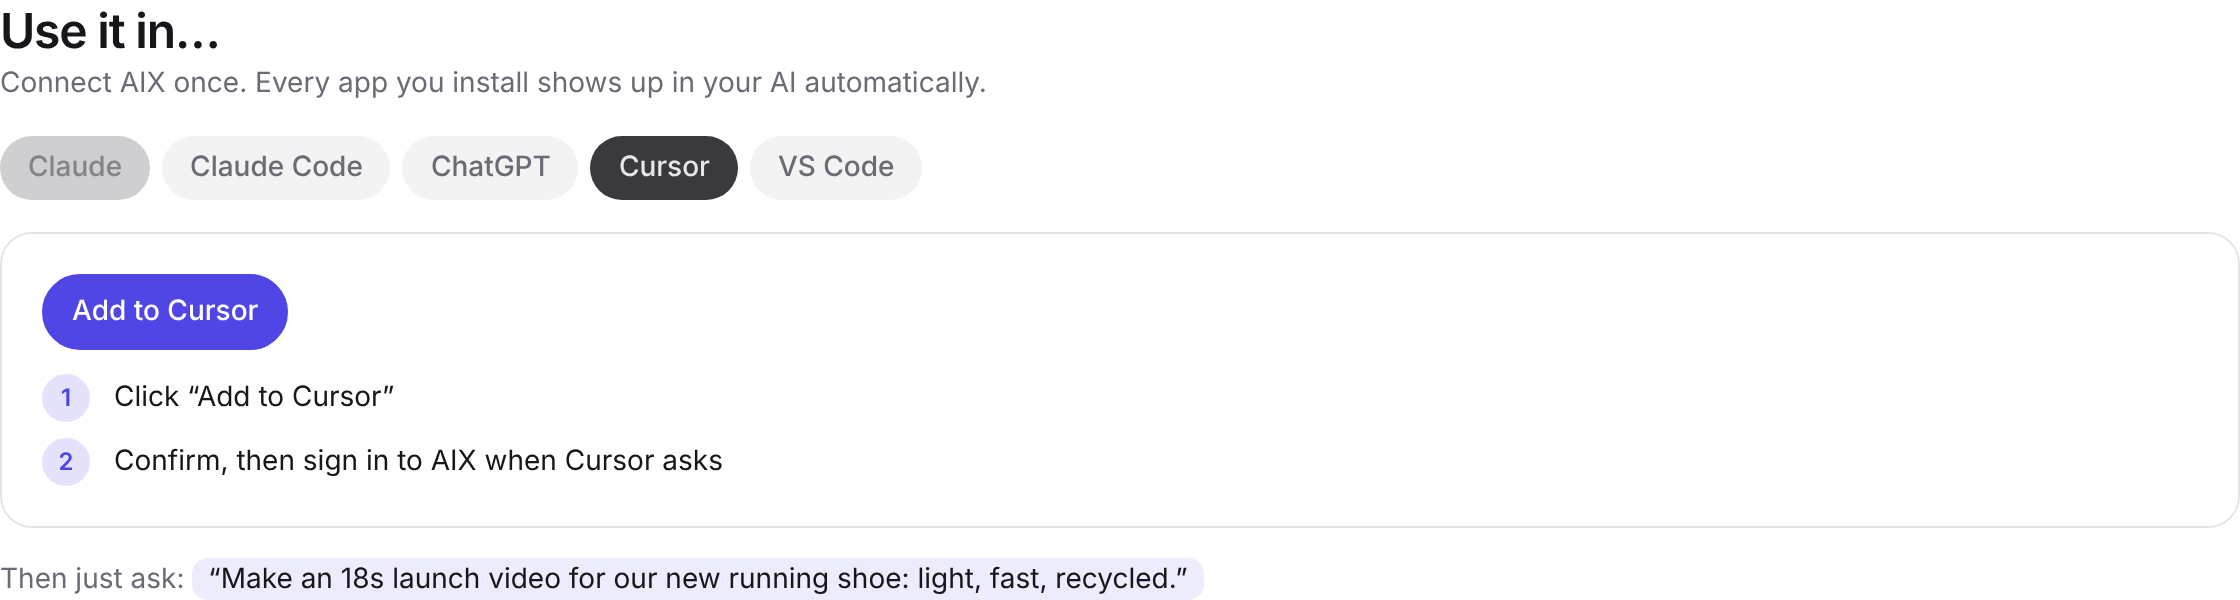 Use it in...
Connect AIX once. Every app you install shows up in your AI automatically.
Claude Claude Code ChatGPT Cursor VS Code
Add to Cursor
1 Click “Add to Cursor”
2 Confirm, then sign in to AIX when Cursor asks
Then just ask: “Make an 18s launch video for our new running shoe: light, fast, recycled.”